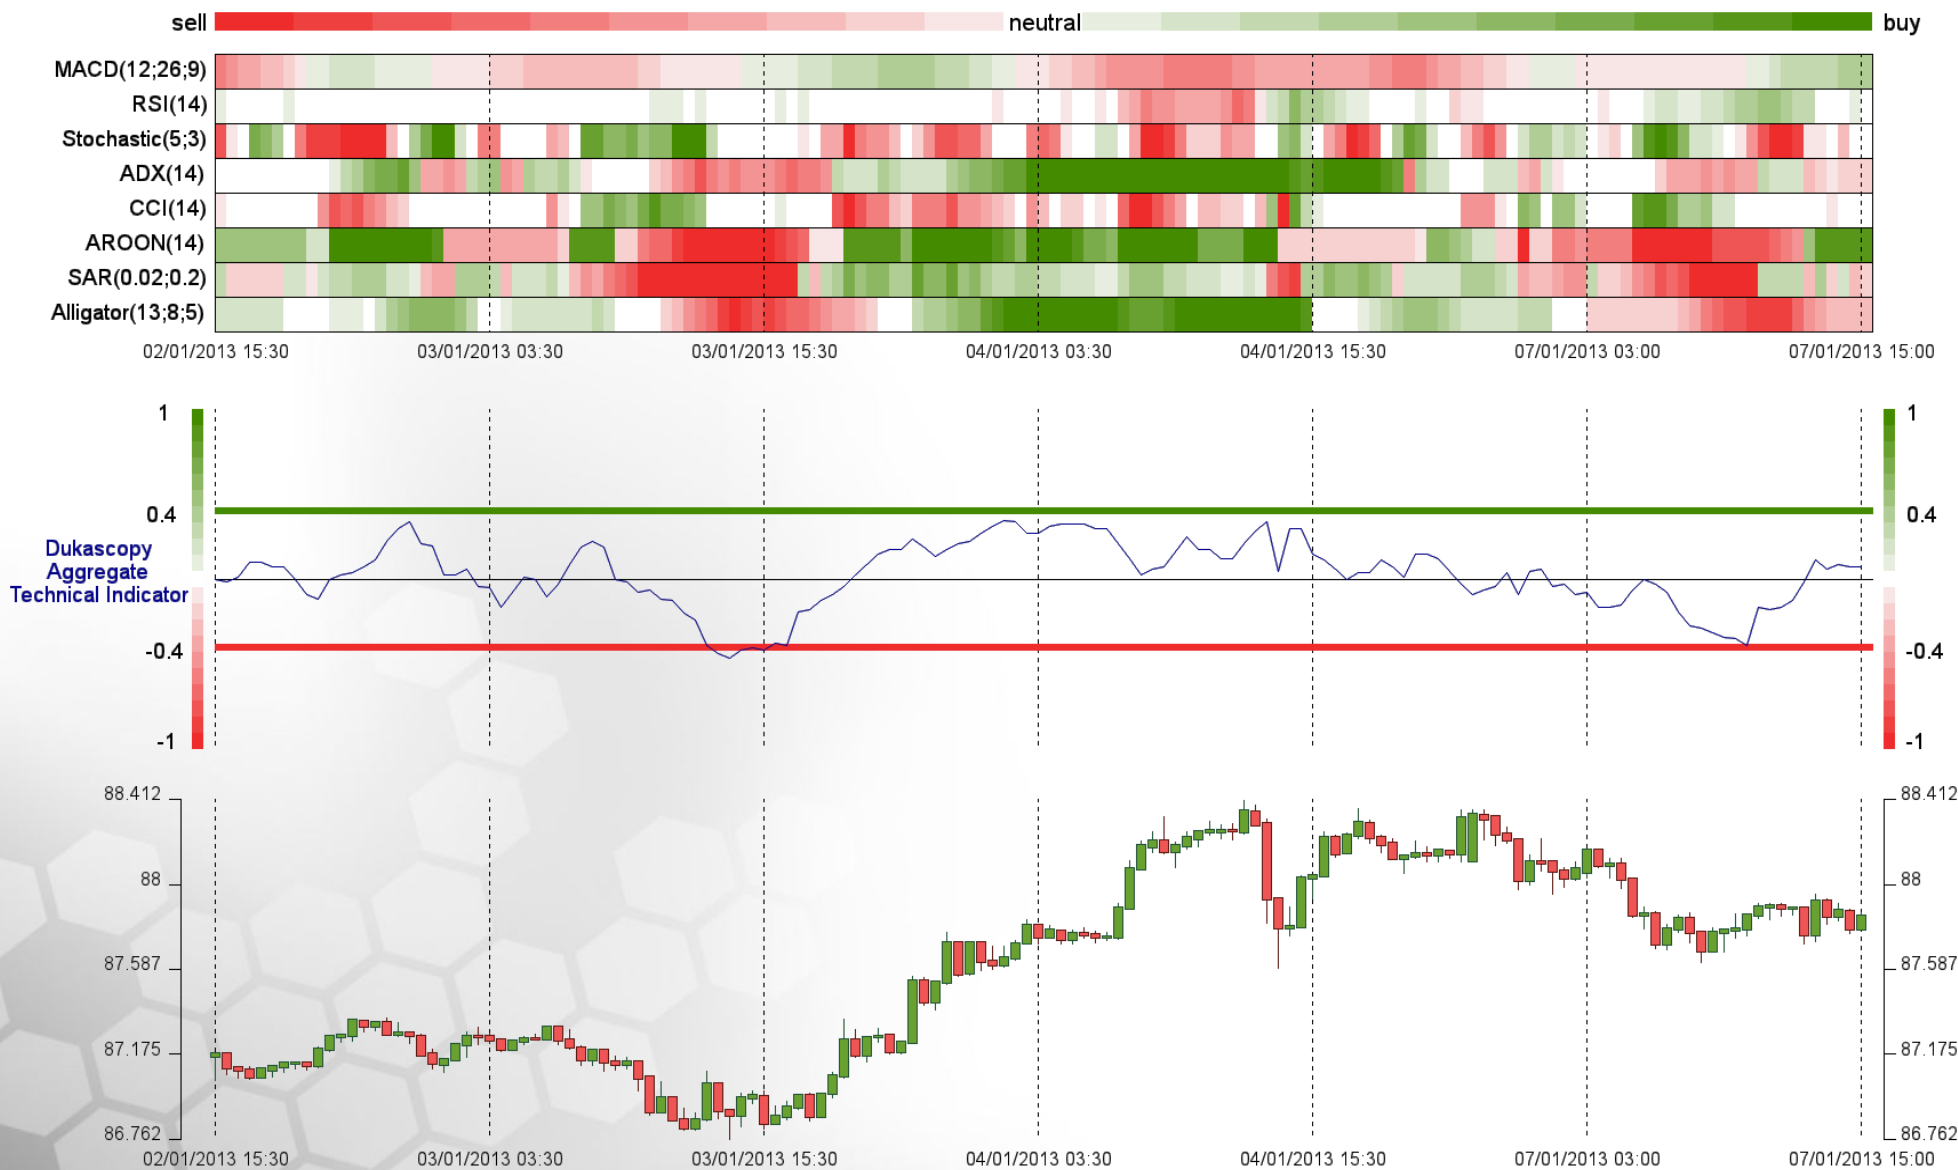 sell neutral buy
MACD(12;26;9)
RSI(14)
Stochastic(5;3)
ADX(14)
CCI(14)
AROON(14)
SAR(0.02;0.2)
Alligator(13;8;5)
02/01/2013 15:30 03/01/2013 03:30 03/01/2013 15:30 04/01/2013 03:30 04/01/2013 15:30 07/01/2013 03:00 07/01/2013 15:00
1 1
0.4 0.4
Dukascopy
Aggregate
Technical Indicator
-0.4 -0.4
-1 -1
88.412 88.412
88 88
87.587 87.587
87.175 87.175
86.762 86.762
02/01/2013 15:30 03/01/2013 03:30 03/01/2013 15:30 04/01/2013 03:30 04/01/2013 15:30 07/01/2013 03:00 07/01/2013 15:00